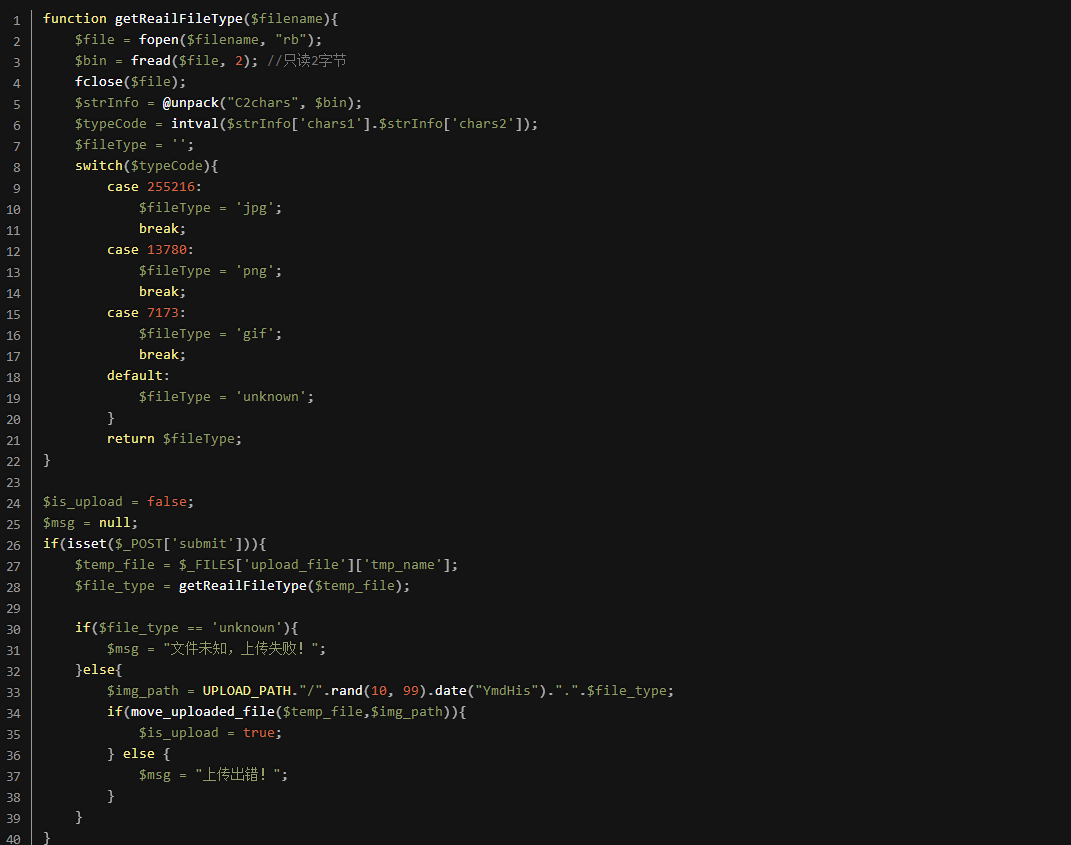 1 function getReailFileType($filename){
2     $file = fopen($filename, "rb");
3     $bin = fread($file, 2); //只读2字节
4     fclose($file);
5     $strInfo = @unpack("C2chars", $bin);
6     $typeCode = intval($strInfo['chars1'].$strInfo['chars2']);
7     $fileType = '';
8     switch($typeCode){
9         case 255216:
10             $fileType = 'jpg';
11             break;
12         case 13780:
13             $fileType = 'png';
14             break;
15         case 7173:
16             $fileType = 'gif';
17             break;
18         default:
19             $fileType = 'unknown';
20         }
21         return $fileType;
22 }
23
24 $is_upload = false;
25 $msg = null;
26 if(isset($_POST['submit'])){
27     $temp_file = $_FILES['upload_file']['tmp_name'];
28     $file_type = getReailFileType($temp_file);
29
30     if($file_type == 'unknown'){
31         $msg = "文件未知，上传失败！";
32     }else{
33         $img_path = UPLOAD_PATH."/".rand(10, 99).date("YmdHis").".".$file_type;
34         if(move_uploaded_file($temp_file,$img_path)){
35             $is_upload = true;
36         } else {
37             $msg = "上传出错！";
38         }
39     }
40 }